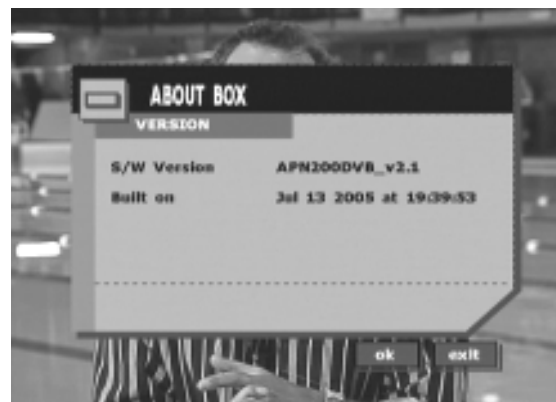 ABOUT BOX
VERSION
S/W Version APN200DVB_v2.1
Built on Jul 13 2005 at 19:39:53
ok exit